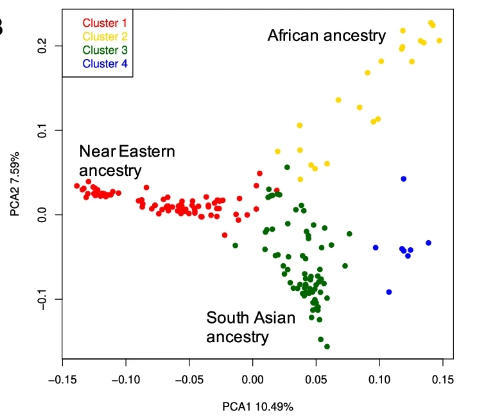 B
Cluster 1
Cluster 2
Cluster 3
Cluster 4
African ancestry
Near Eastern
ancestry
South Asian
ancestry
PCA2 7.59%
0.2
0.1
0.0
−0.1
−0.15
−0.10
−0.05
0.00
0.05
0.10
0.15
PCA1 10.49%